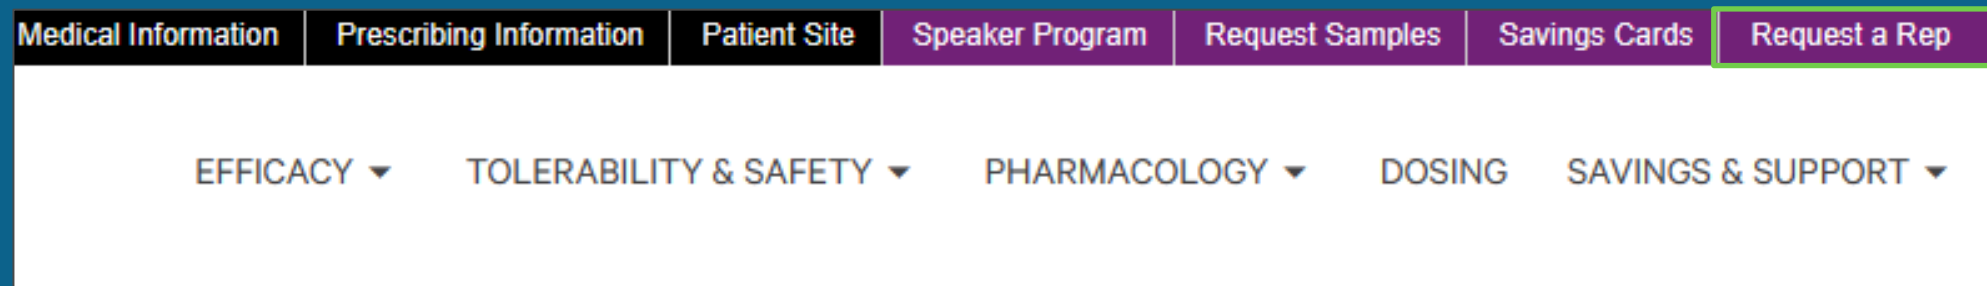 Medical Information Prescribing Information Patient Site Speaker Program Request Samples Savings Cards Request a Rep
EFFICACY TOLERABILITY & SAFETY PHARMACOLOGY DOSING SAVINGS & SUPPORT